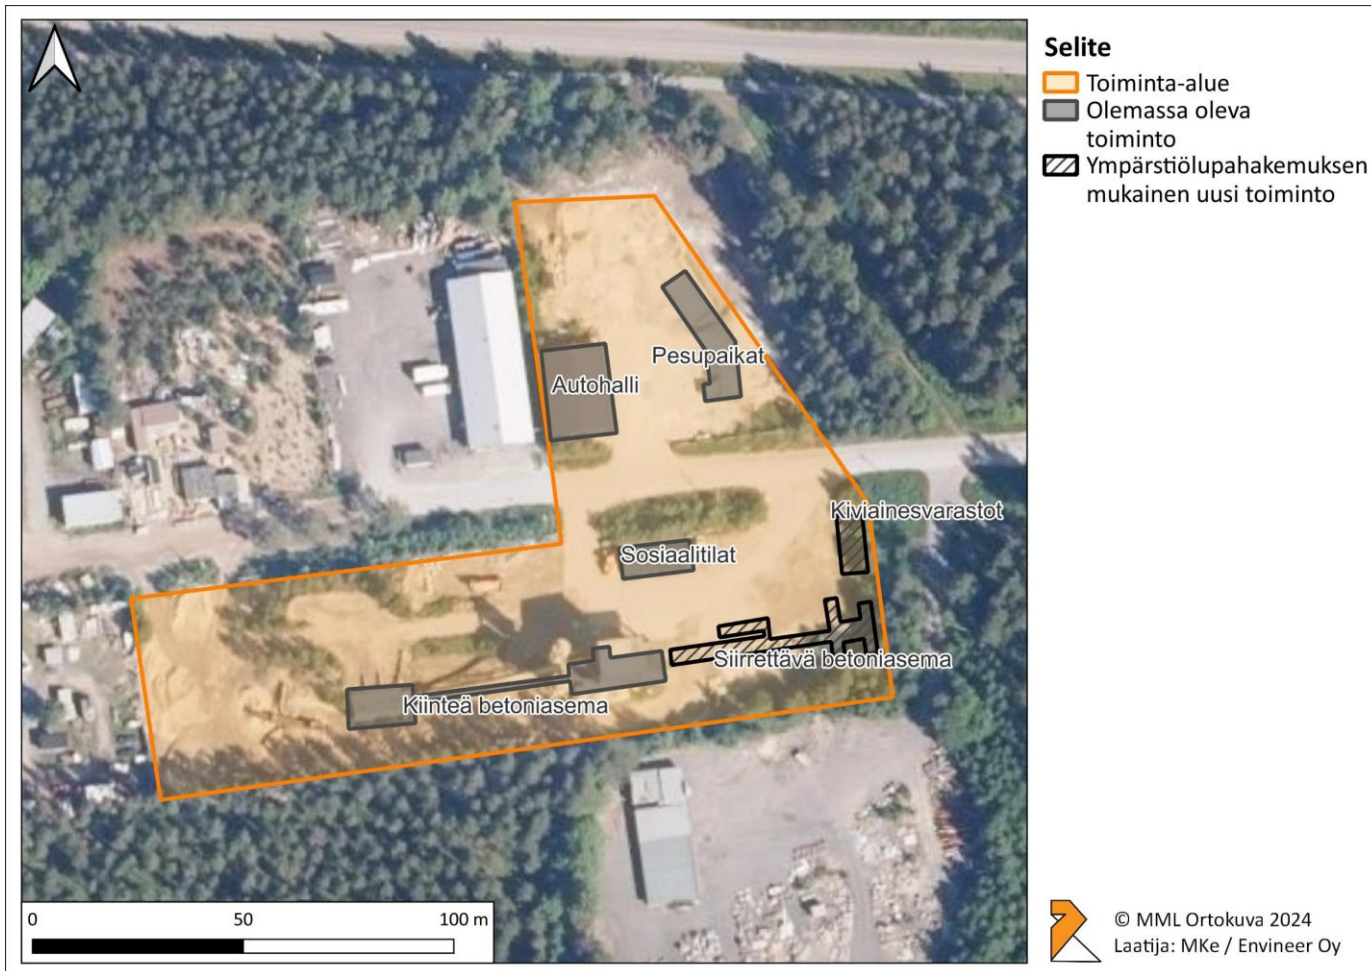 Selite
Toiminta-alue
Olemassa oleva
toiminto
Ympärstiölupahakemuksen
mukainen uusi toiminto
Pesupaikat
Autohalli
Kiviainesvarastot
Sosiaalitilat
Siirrettävä betoniasema
Kiinteä betoniasema
0 50 100 m
© MML Ortokuva 2024
Laatija: MKe / Envineer Oy